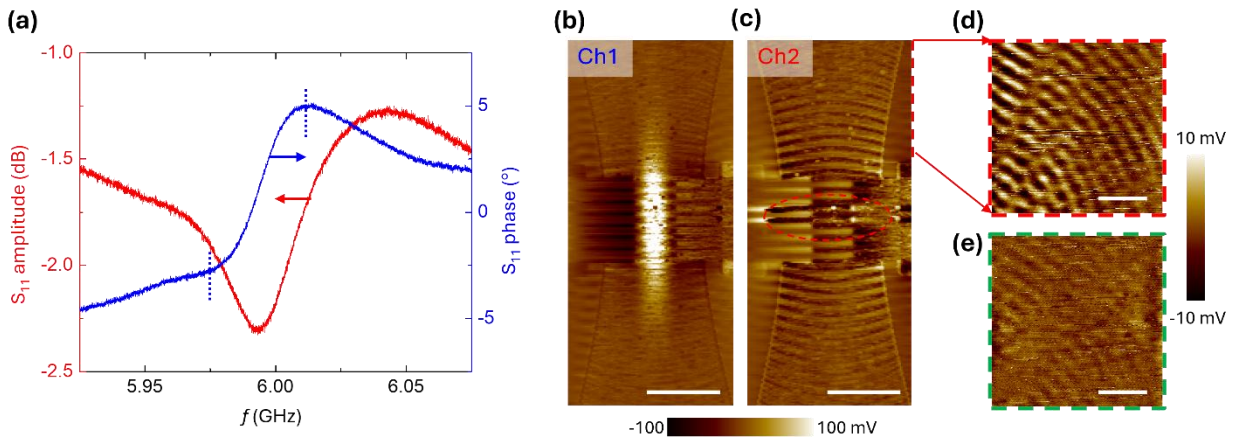 (a)
-1.0
-1.5
-2.0
-2.5
S11 amplitude (dB)
5.95
6.00
6.05
f (GHz)
5
0
-5
S11 phase (°)
(b)
Ch1
(c)
Ch2
-100
100 mV
(d)
(e)
10 mV
-10 mV